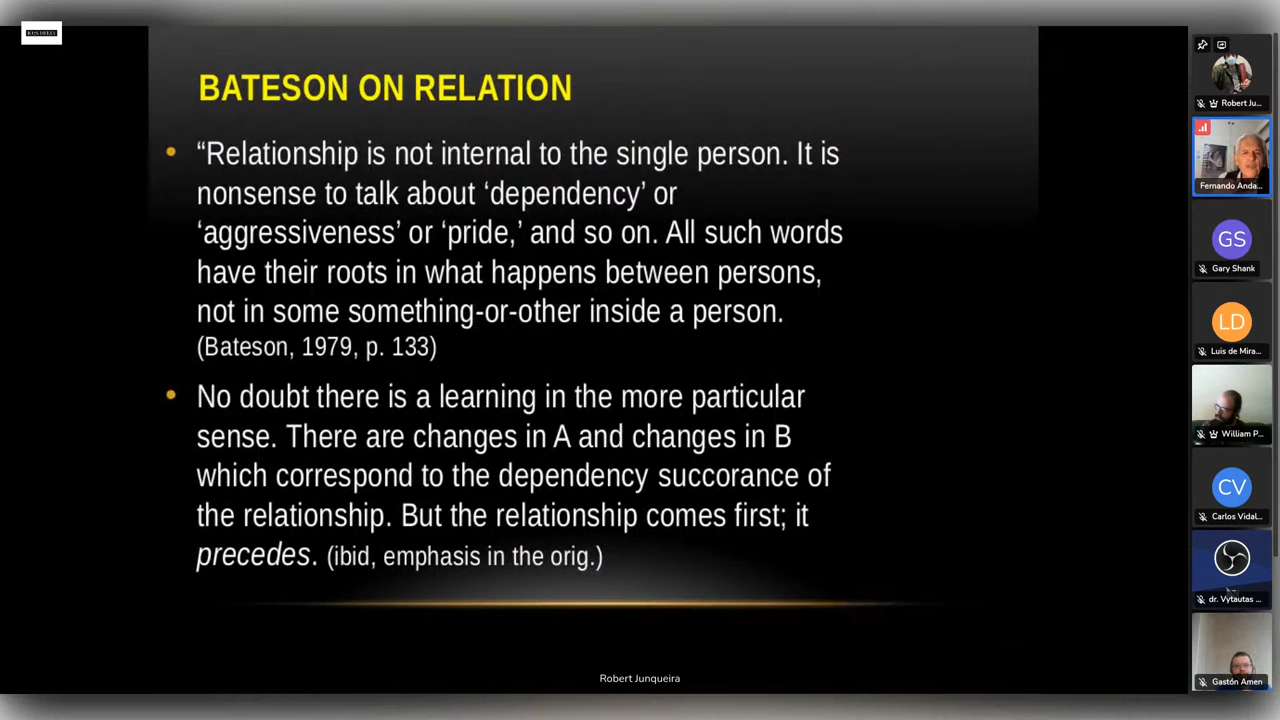 BATESON ON RELATION
• “Relationship is not internal to the single person. It is
nonsense to talk about ‘dependency’ or
‘aggressiveness’ or ‘pride,’ and so on. All such words
have their roots in what happens between persons,
not in some something-or-other inside a person.
(Bateson, 1979, p. 133)
• No doubt there is a learning in the more particular
sense. There are changes in A and changes in B
which correspond to the dependency succorance of
the relationship. But the relationship comes first; it
precedes. (ibid, emphasis in the orig.)
Robert Junqueira
Robert Ju...
Fernando Anda...
GS
Gary Shank
LD
Luis de Mira...
William P...
CV
Carlos Vidal...
dr. Vytautas ...
Gastón Amen